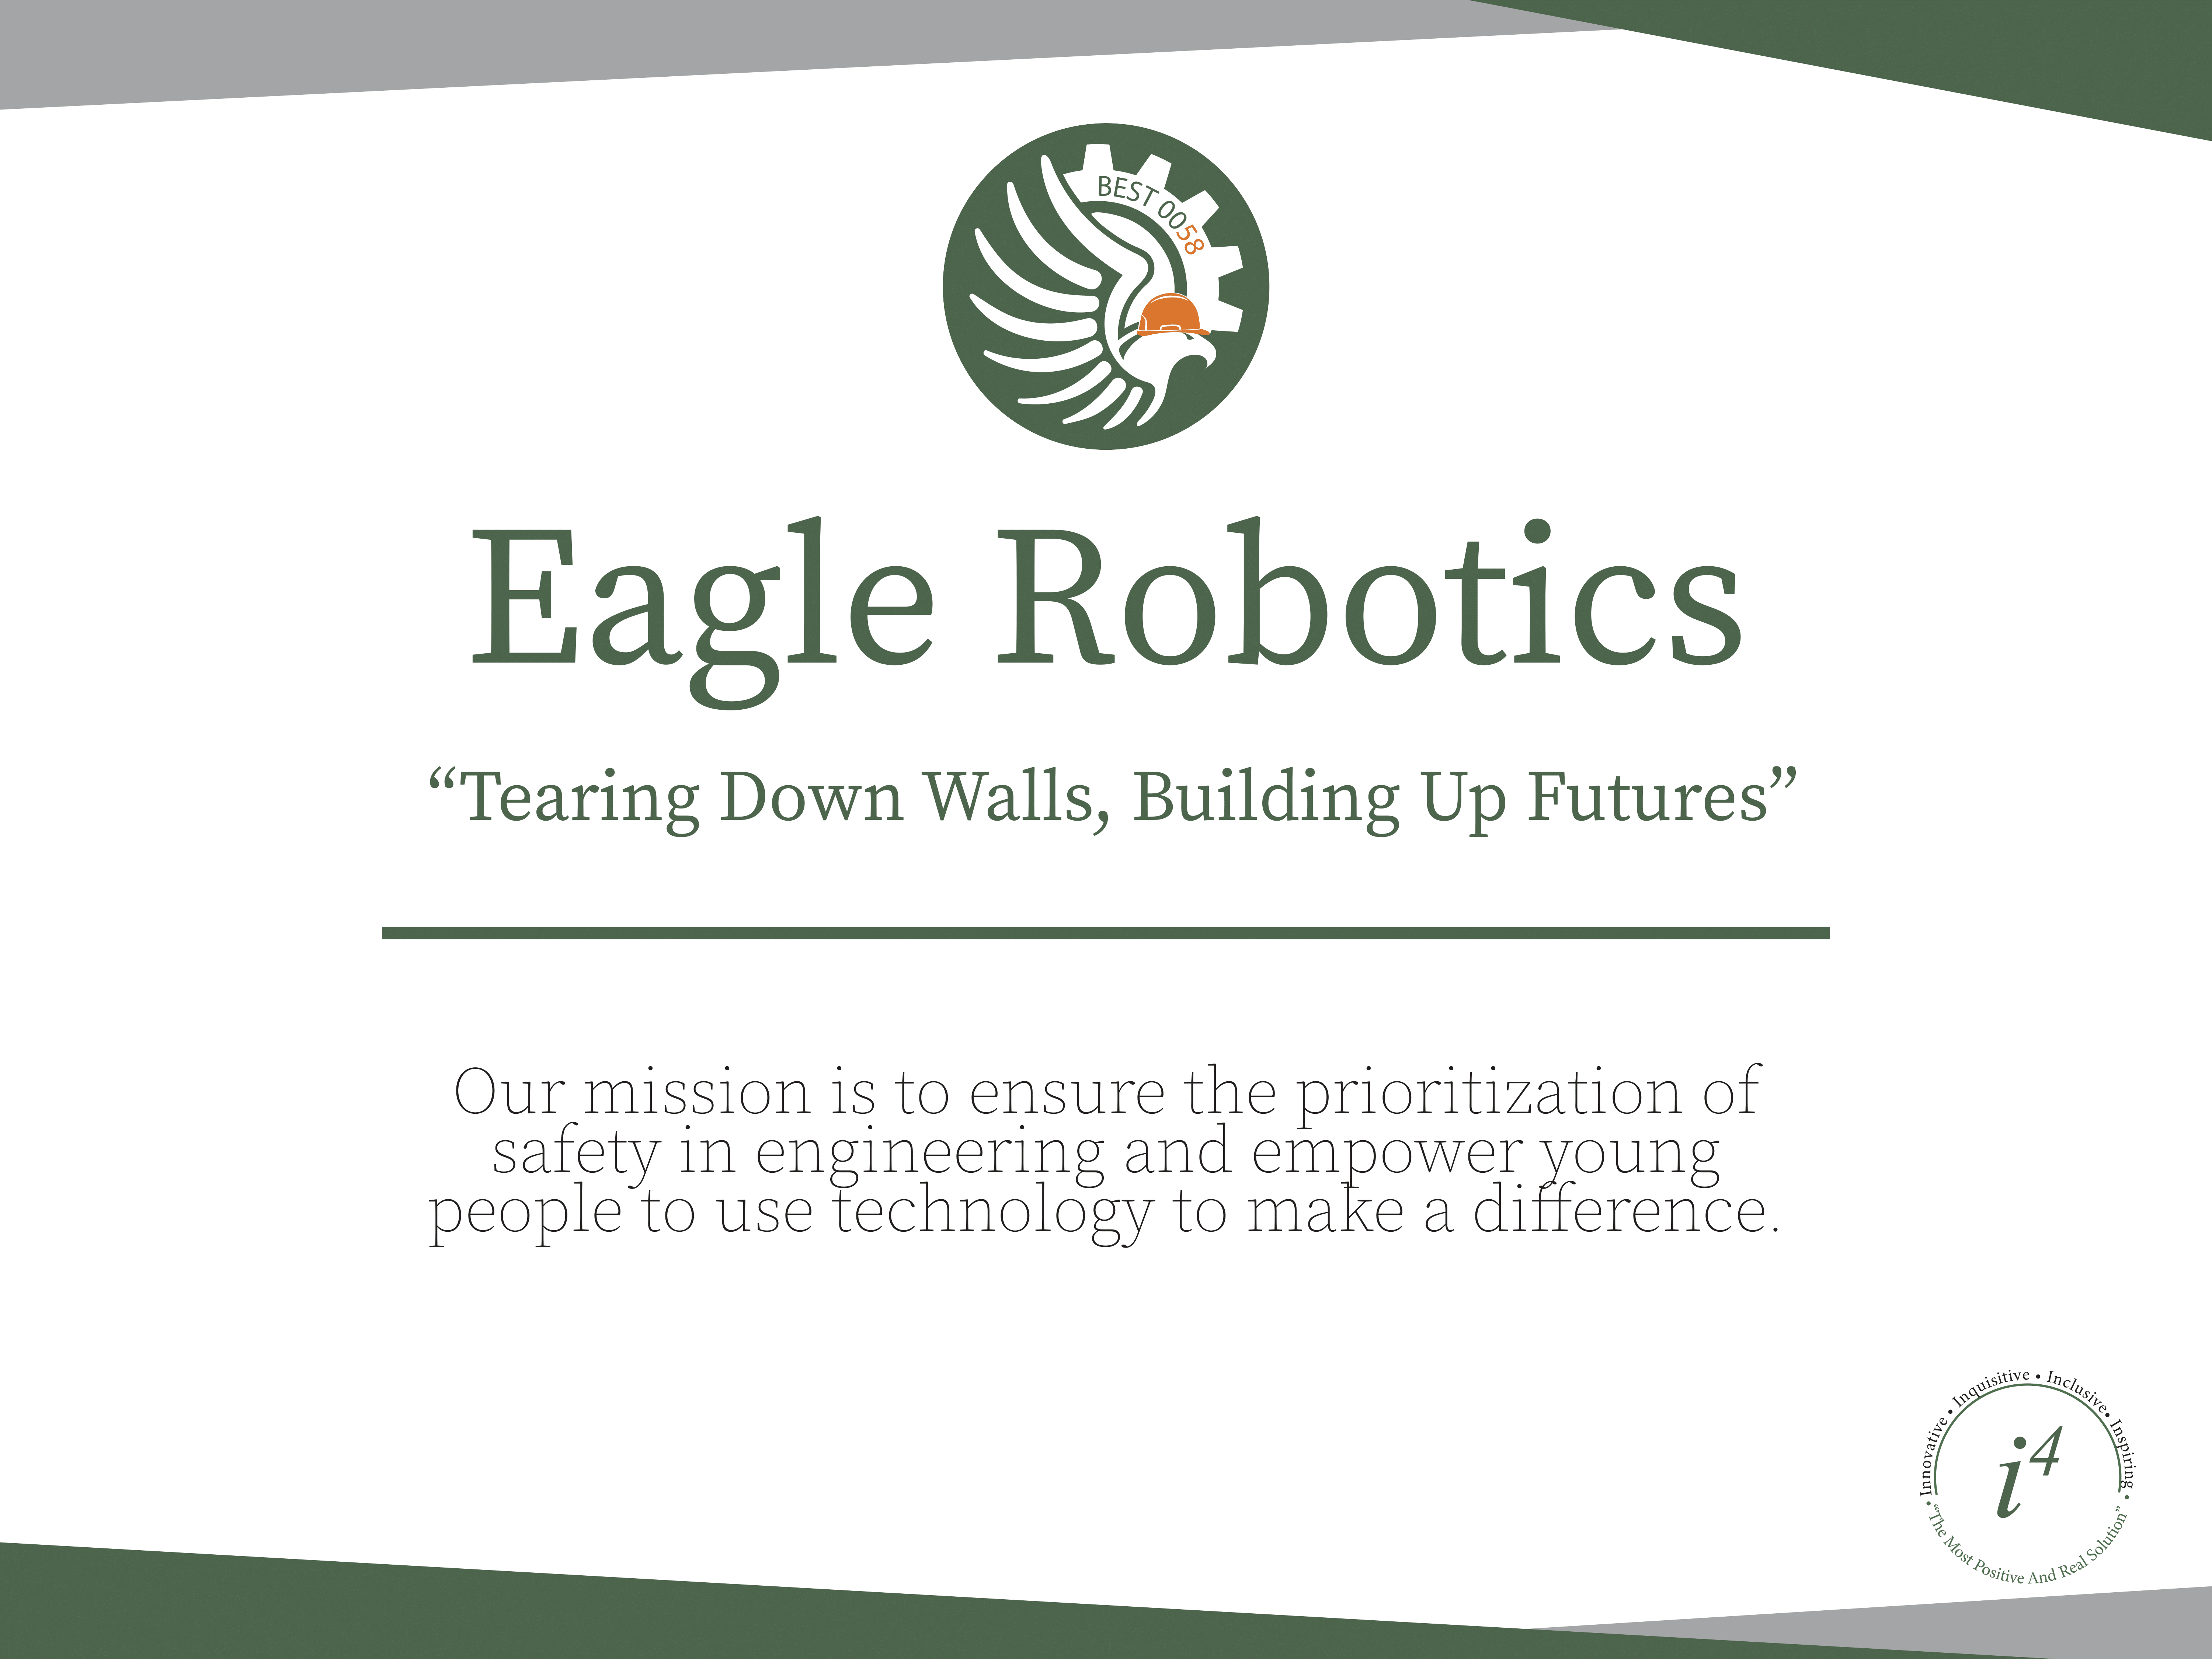 BEST 0058
Eagle Robotics
“Tearing Down Walls, Building Up Futures”
Our mission is to ensure the prioritization of
safety in engineering and empower young
people to use technology to make a difference.
• Innovative • Inquisitive • Inclusive• Inspiring •
i⁴
“The Most Positive And Real Solution”